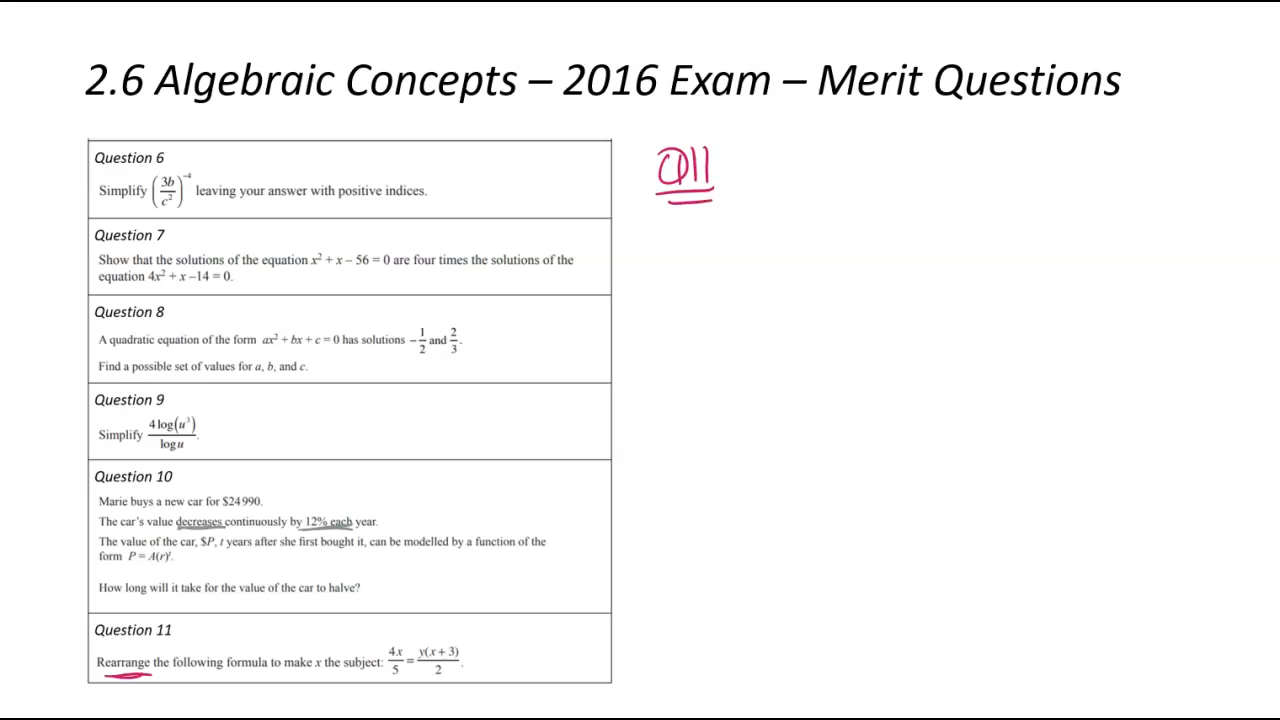 2.6 Algebraic Concepts – 2016 Exam – Merit Questions
Question 6
Simplify (3b/c²)⁻⁴ leaving your answer with positive indices.
Question 7
Show that the solutions of the equation x² + x – 56 = 0 are four times the solutions of the
equation 4x² + x –14 = 0.
Question 8
A quadratic equation of the form ax² + bx + c = 0 has solutions –1/2 and 2/3.
Find a possible set of values for a, b, and c.
Question 9
Simplify 4 log(u³)/log u.
Question 10
Marie buys a new car for $24 990.
The car's value decreases continuously by 12% each year.
The value of the car, $P, t years after she first bought it, can be modelled by a function of the
form P = A(r)ᵗ.
How long will it take for the value of the car to halve?
Question 11
Rearrange the following formula to make x the subject: 4x/5 = y(x + 3)/2.
Q11